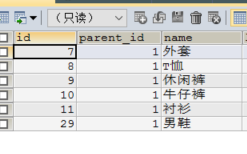 （只读）
id parent_id name
7 1 外套
8 1 T恤
9 1 休闲裤
10 1 牛仔裤
11 1 衬衫
29 1 男鞋